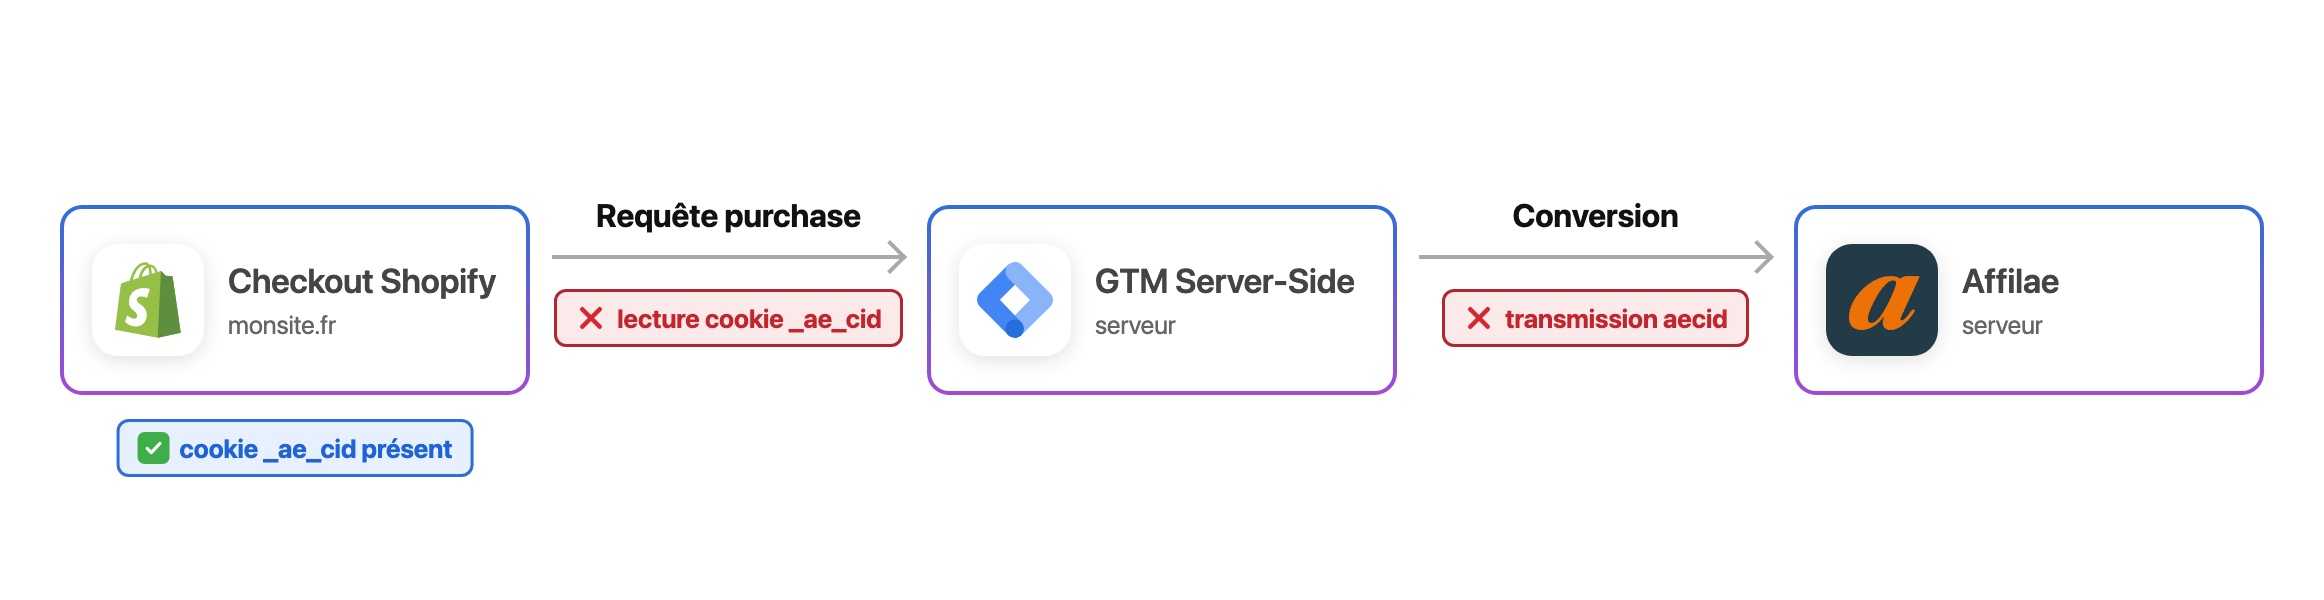 Requête purchase
Conversion
Checkout Shopify
monsite.fr
lecture cookie _ae_cid
GTM Server-Side
serveur
transmission aecid
Affilae
serveur
cookie _ae_cid présent